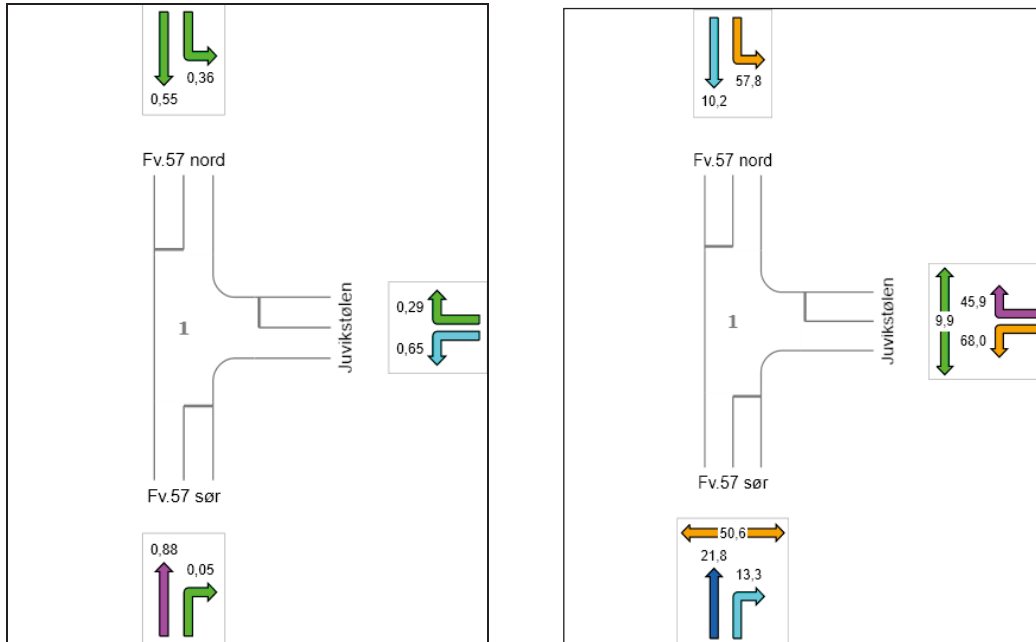 0,36
0,55
Fv.57 nord
0,29
0,65
Juvikstølen
1
Fv.57 sør
0,88
0,05
57,8
10,2
Fv.57 nord
45,9
9,9
68,0
Juvikstølen
1
Fv.57 sør
50,6
21,8
13,3